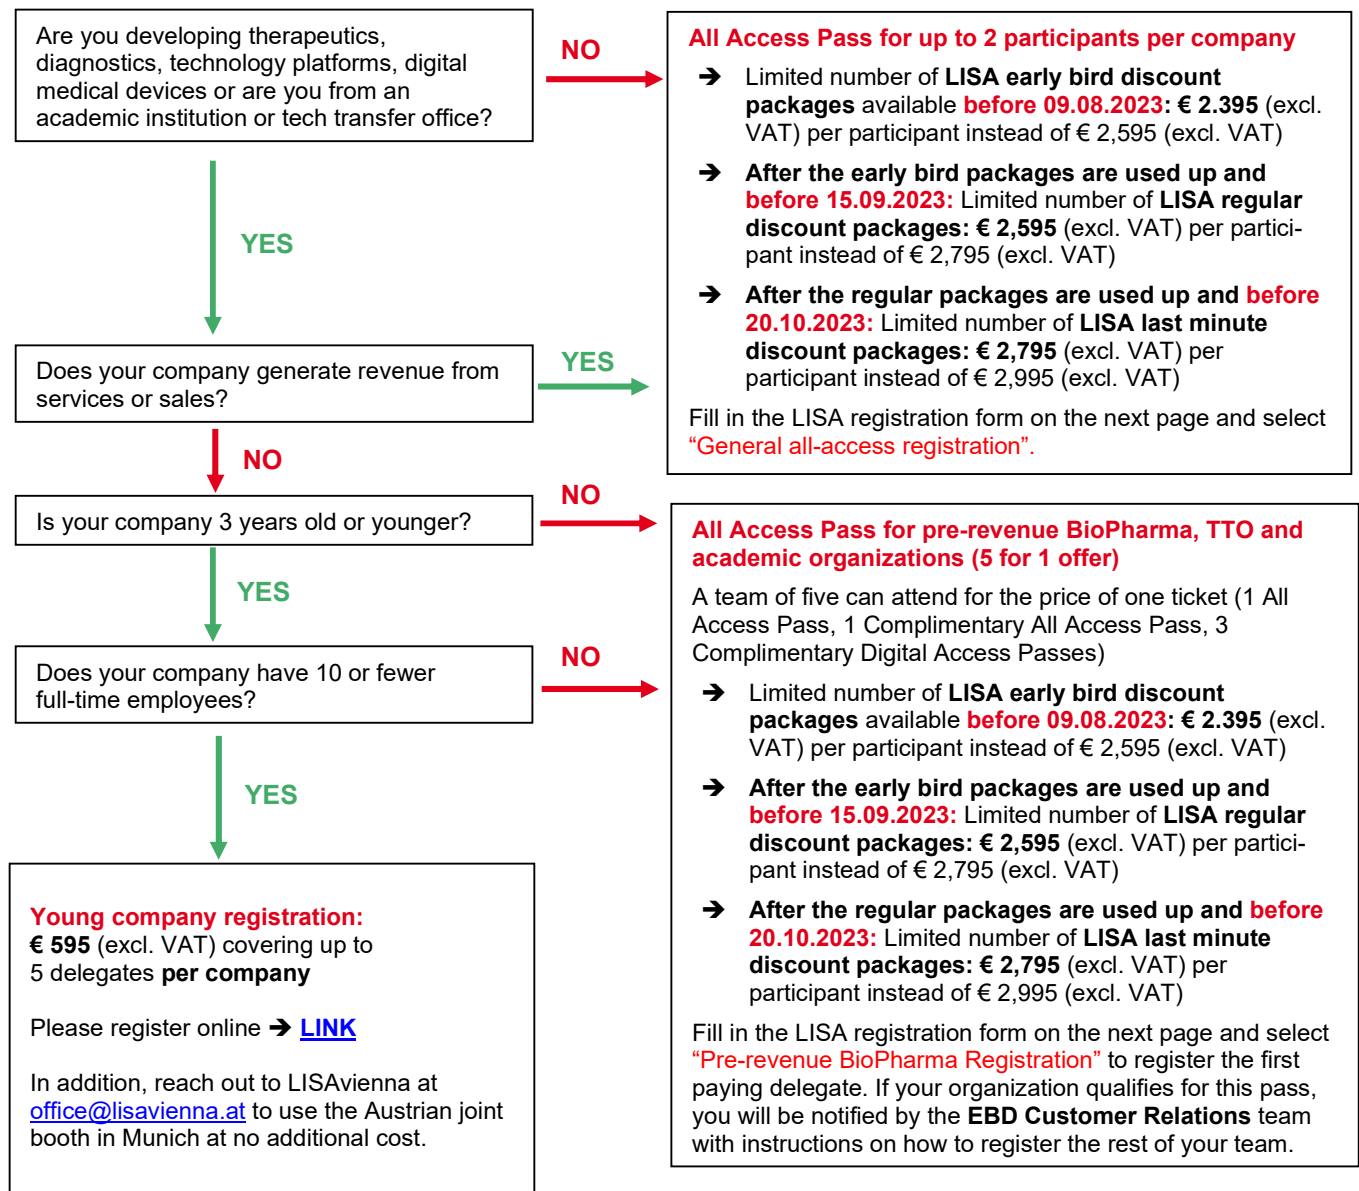 Are you developing therapeutics,
diagnostics, technology platforms, digital
medical devices or are you from an
academic institution or tech transfer office?
NO
All Access Pass for up to 2 participants per company
➔ Limited number of LISA early bird discount
packages available before 09.08.2023: € 2.395 (excl.
VAT) per participant instead of € 2,595 (excl. VAT)
➔ After the early bird packages are used up and
before 15.09.2023: Limited number of LISA regular
discount packages: € 2,595 (excl. VAT) per partici-
pant instead of € 2,795 (excl. VAT)
➔ After the regular packages are used up and before
20.10.2023: Limited number of LISA last minute
discount packages: € 2,795 (excl. VAT) per
participant instead of € 2,995 (excl. VAT)
Fill in the LISA registration form on the next page and select
“General all-access registration”.
YES
Does your company generate revenue from
services or sales?
YES
NO
Is your company 3 years old or younger?
NO
All Access Pass for pre-revenue BioPharma, TTO and
academic organizations (5 for 1 offer)
A team of five can attend for the price of one ticket (1 All
Access Pass, 1 Complimentary All Access Pass, 3
Complimentary Digital Access Passes)
➔ Limited number of LISA early bird discount
packages available before 09.08.2023: € 2.395 (excl.
VAT) per participant instead of € 2,595 (excl. VAT)
➔ After the early bird packages are used up and
before 15.09.2023: Limited number of LISA regular
discount packages: € 2,595 (excl. VAT) per partici-
pant instead of € 2,795 (excl. VAT)
➔ After the regular packages are used up and before
20.10.2023: Limited number of LISA last minute
discount packages: € 2,795 (excl. VAT) per
participant instead of € 2,995 (excl. VAT)
Fill in the LISA registration form on the next page and select
“Pre-revenue BioPharma Registration” to register the first
paying delegate. If your organization qualifies for this pass,
you will be notified by the EBD Customer Relations team
with instructions on how to register the rest of your team.
YES
Does your company have 10 or fewer
full-time employees?
NO
YES
Young company registration:
€ 595 (excl. VAT) covering up to
5 delegates per company
Please register online ➔ LINK
In addition, reach out to LISAvienna at
office@lisavienna.at to use the Austrian joint
booth in Munich at no additional cost.